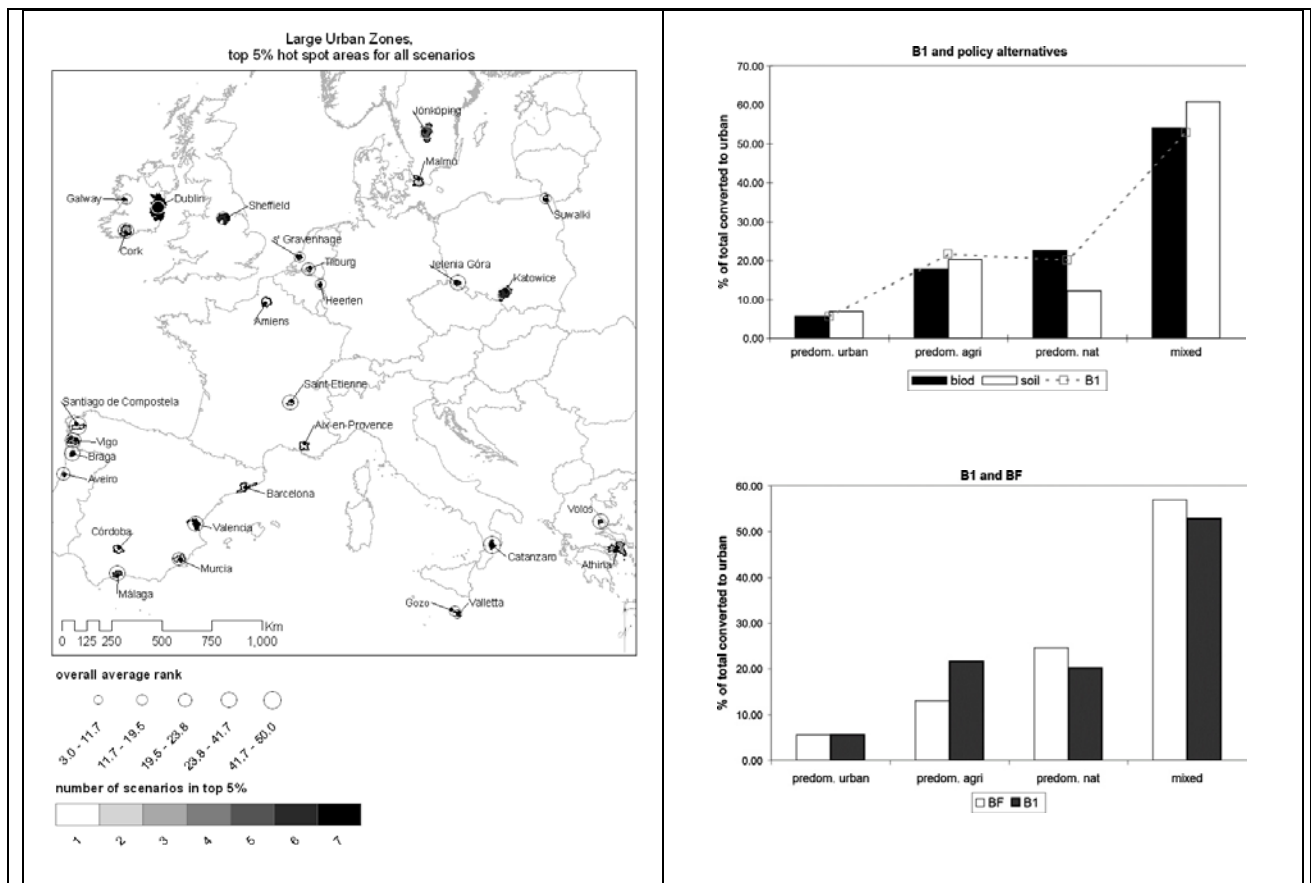 Large Urban Zones,
top 5% hot spot areas for all scenarios
Jönköping
Malmö
Galway
Dublin
Sheffield
Suwalki
Cork
s' Gravenhage
Tilburg
Jelenia Góra
Katowice
Heerlen
Amiens
Saint-Etienne
Santiago de Compostela
Aix-en-Provence
Vigo
Braga
Aveiro
Barcelona
Volos
Valencia
Córdoba
Catanzaro
Athina
Murcia
Málaga
Gozo
Valletta
Km
0 125 250 500 750 1,000
overall average rank
3.0 - 11.7
11.7 - 19.5
19.5 - 23.8
23.8 - 41.7
41.7 - 50.0
number of scenarios in top 5%
1 2 3 4 5 6 7
B1 and policy alternatives
% of total converted to urban
70.00
60.00
50.00
40.00
30.00
20.00
10.00
0.00
predom. urban predom. agri predom. nat mixed
biod soil B1
B1 and BF
% of total converted to urban
60.00
50.00
40.00
30.00
20.00
10.00
0.00
predom. urban predom. agri predom. nat mixed
BF B1